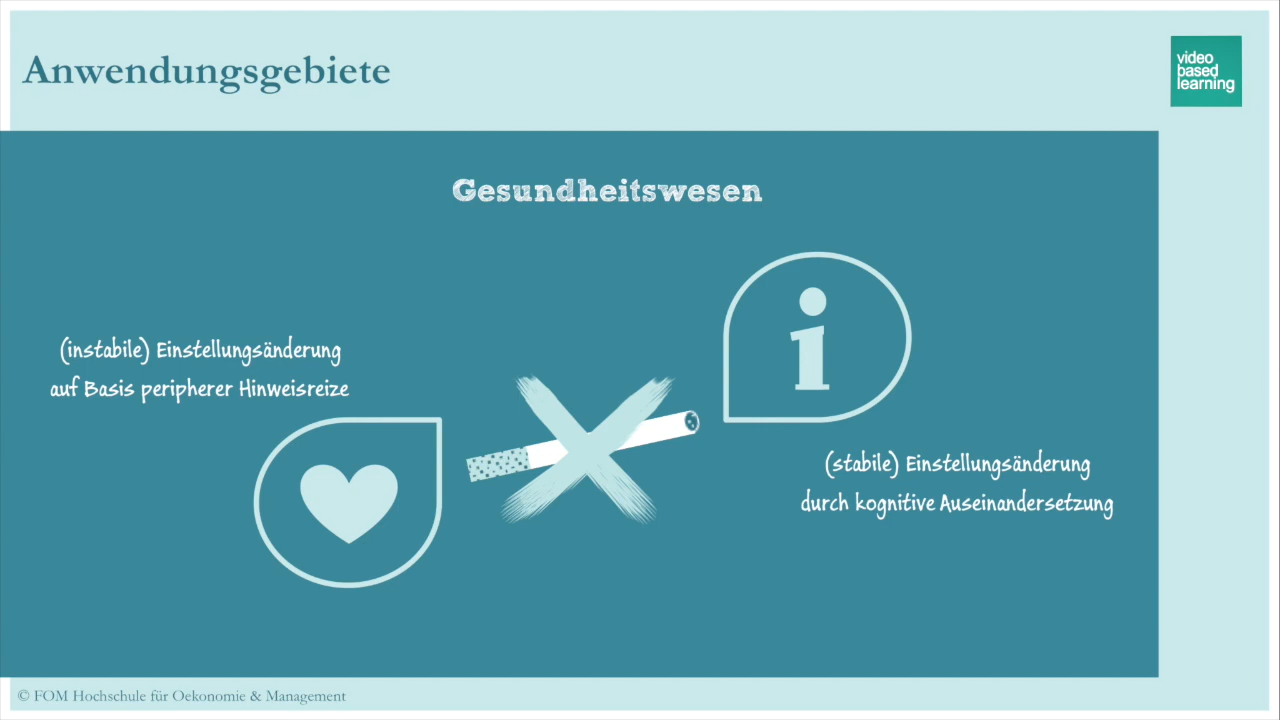 Anwendungsgebiete
video
based
learning
Gesundheitswesen
(instabile) Einstellungsänderung
auf Basis peripherer Hinweisreize
i
(stabile) Einstellungsänderung
durch kognitive Auseinandersetzung
© FOM Hochschule für Oekonomie & Management